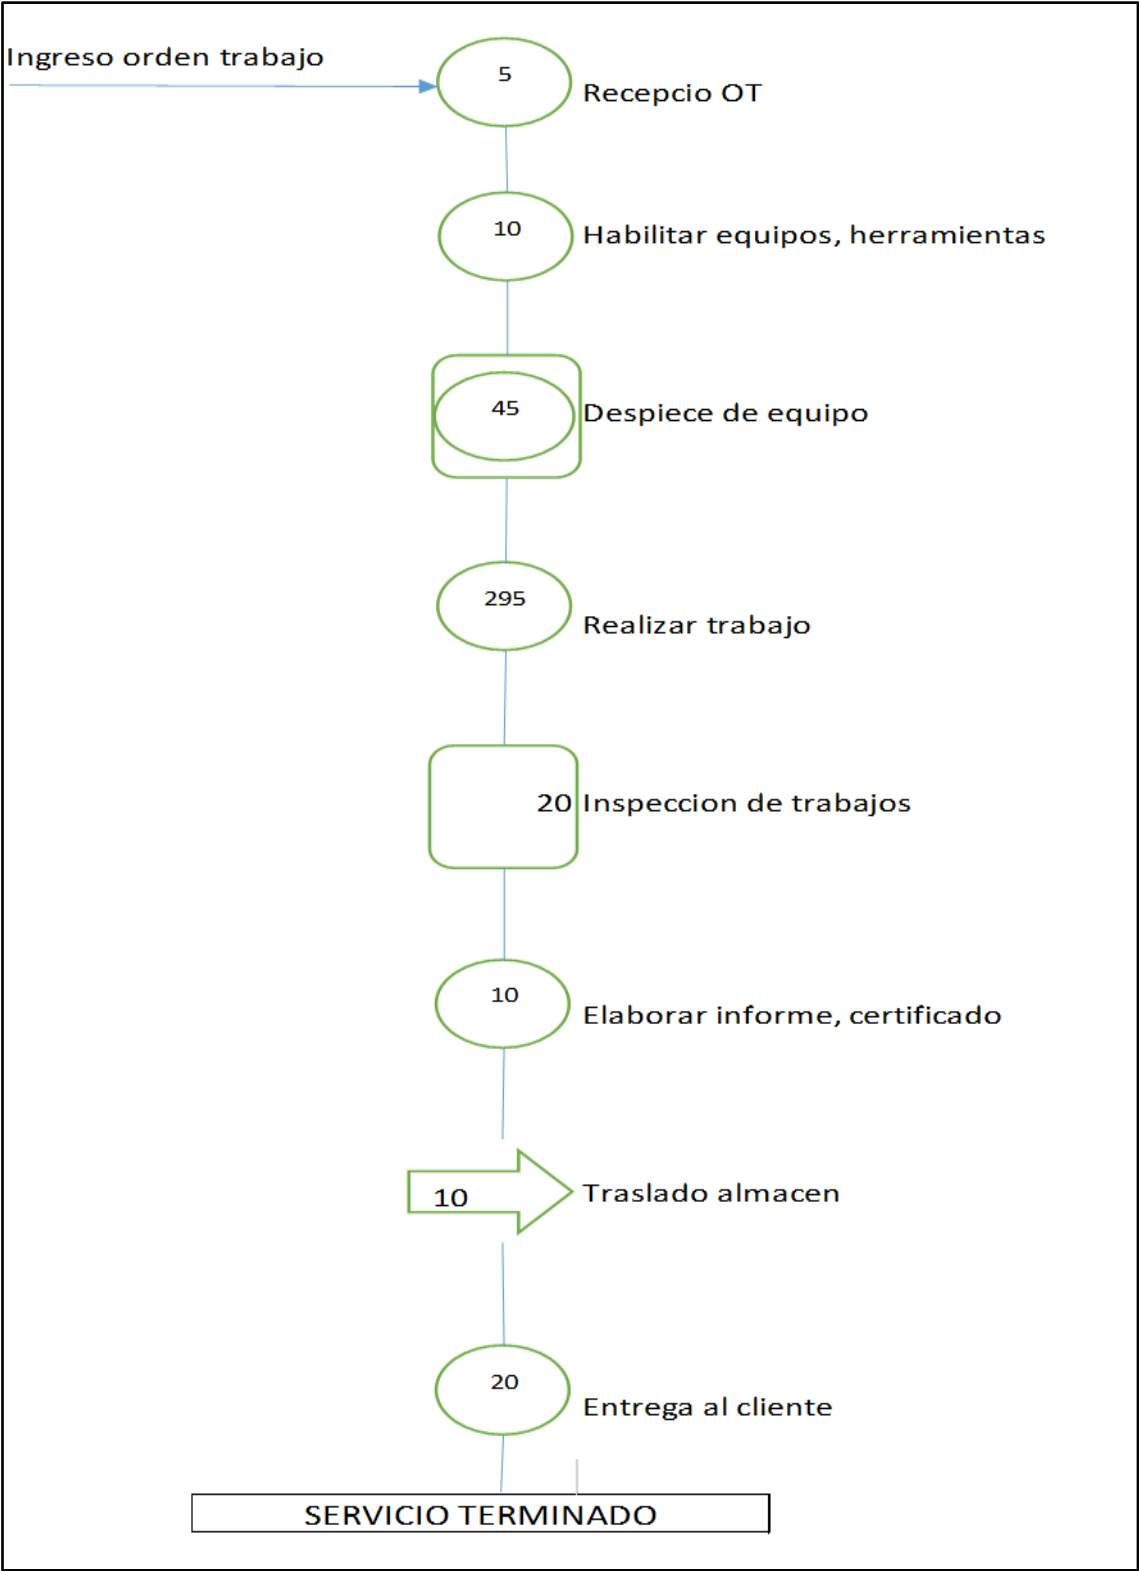 Ingreso orden trabajo
5
Recepcio OT
10
Habilitar equipos, herramientas
45
Despiece de equipo
295
Realizar trabajo
20
Inspeccion de trabajos
10
Elaborar informe, certificado
10
Traslado almacen
20
Entrega al cliente
SERVICIO TERMINADO